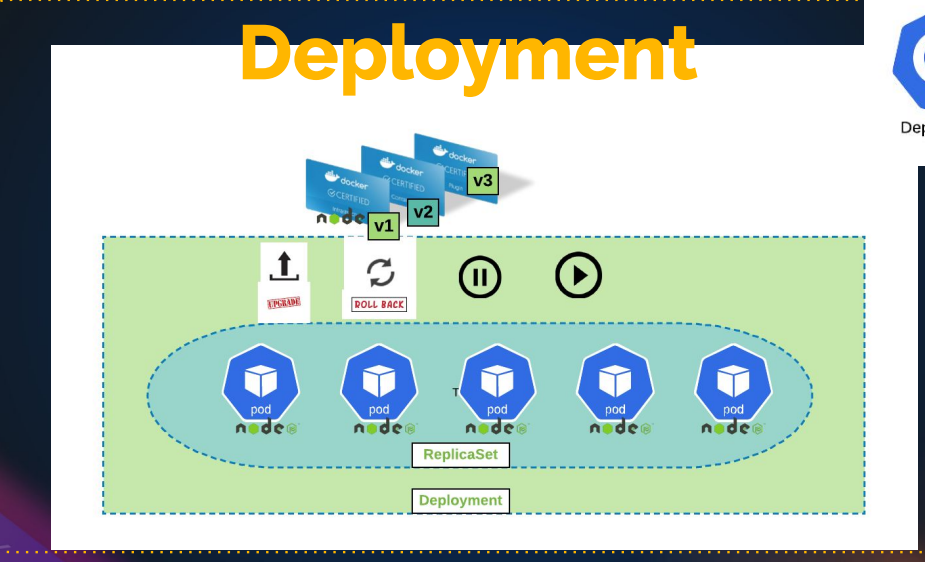 Deployment
Dep
docker
CERTIFIED
Plugin
v3
docker
CERTIFIED
v2
docker
CERTIFIED
node
v1
UPGRADE
ROLL BACK
pod
node
pod
node
T
pod
node
pod
node
pod
node
ReplicaSet
Deployment